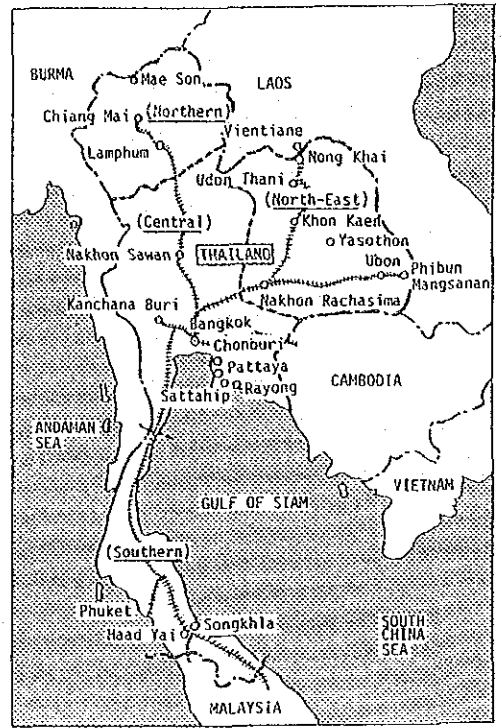 BURMA
Mae Son
LAOS
Chiang Mai
(Northern)
Vientiane
Lamphum
Nong Khai
Udon Thani
(North-East)
(Central)
Khon Kaen
Yasothon
Nakhon Sawan
THAILAND
Ubon
Phibun
Mangsanan
Kanchana Buri
Nakhon Rachasima
Bangkok
Chonburi
Pattaya
Sattahip
Rayong
CAMBODIA
ANDAMAN
SEA
VIETNAM
GULF OF SIAM
(Southern)
Phuket
Songkhla
Haad Yai
SOUTH
CHINA
SEA
MALAYSIA